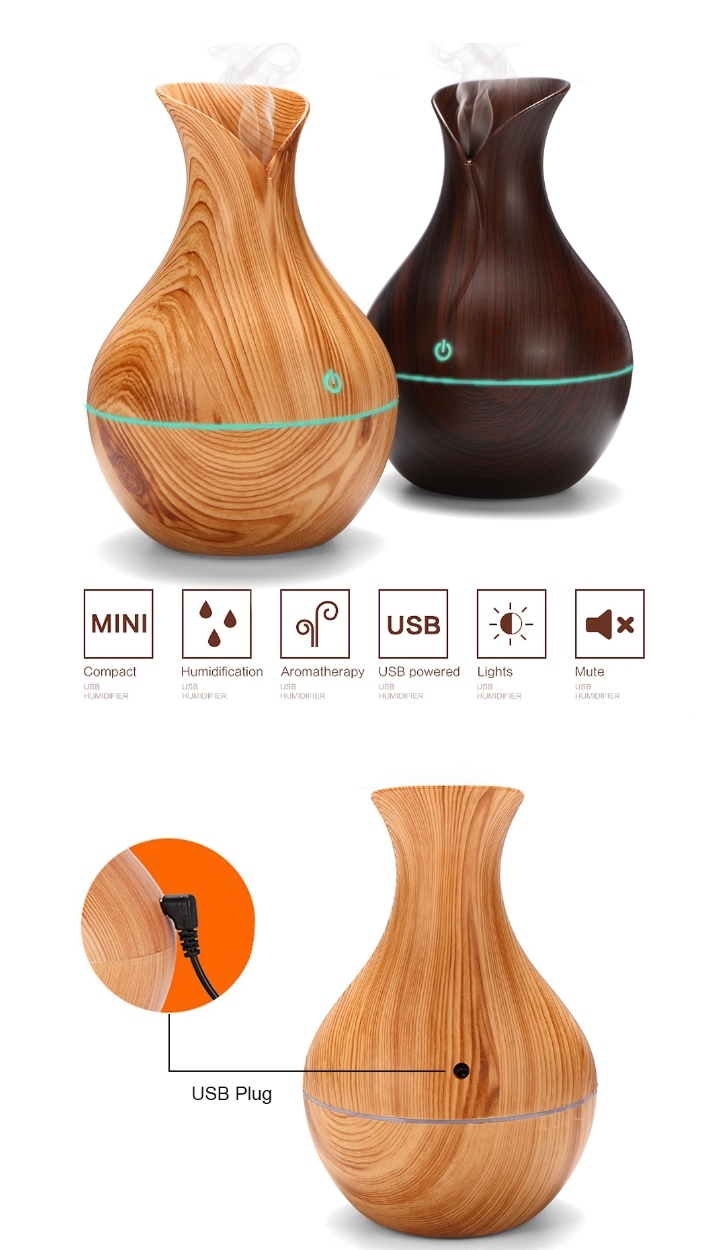 MINI
USB
Compact
Humidification
Aromatherapy
USB powered
Lights
Mute
USB
HUMIDIFIER
USB
HUMIDIFIER
USB
HUMIDIFIER
USB
HUMIDIFIER
USB
HUMIDIFIER
USB
HUMIDIFIER
USB Plug